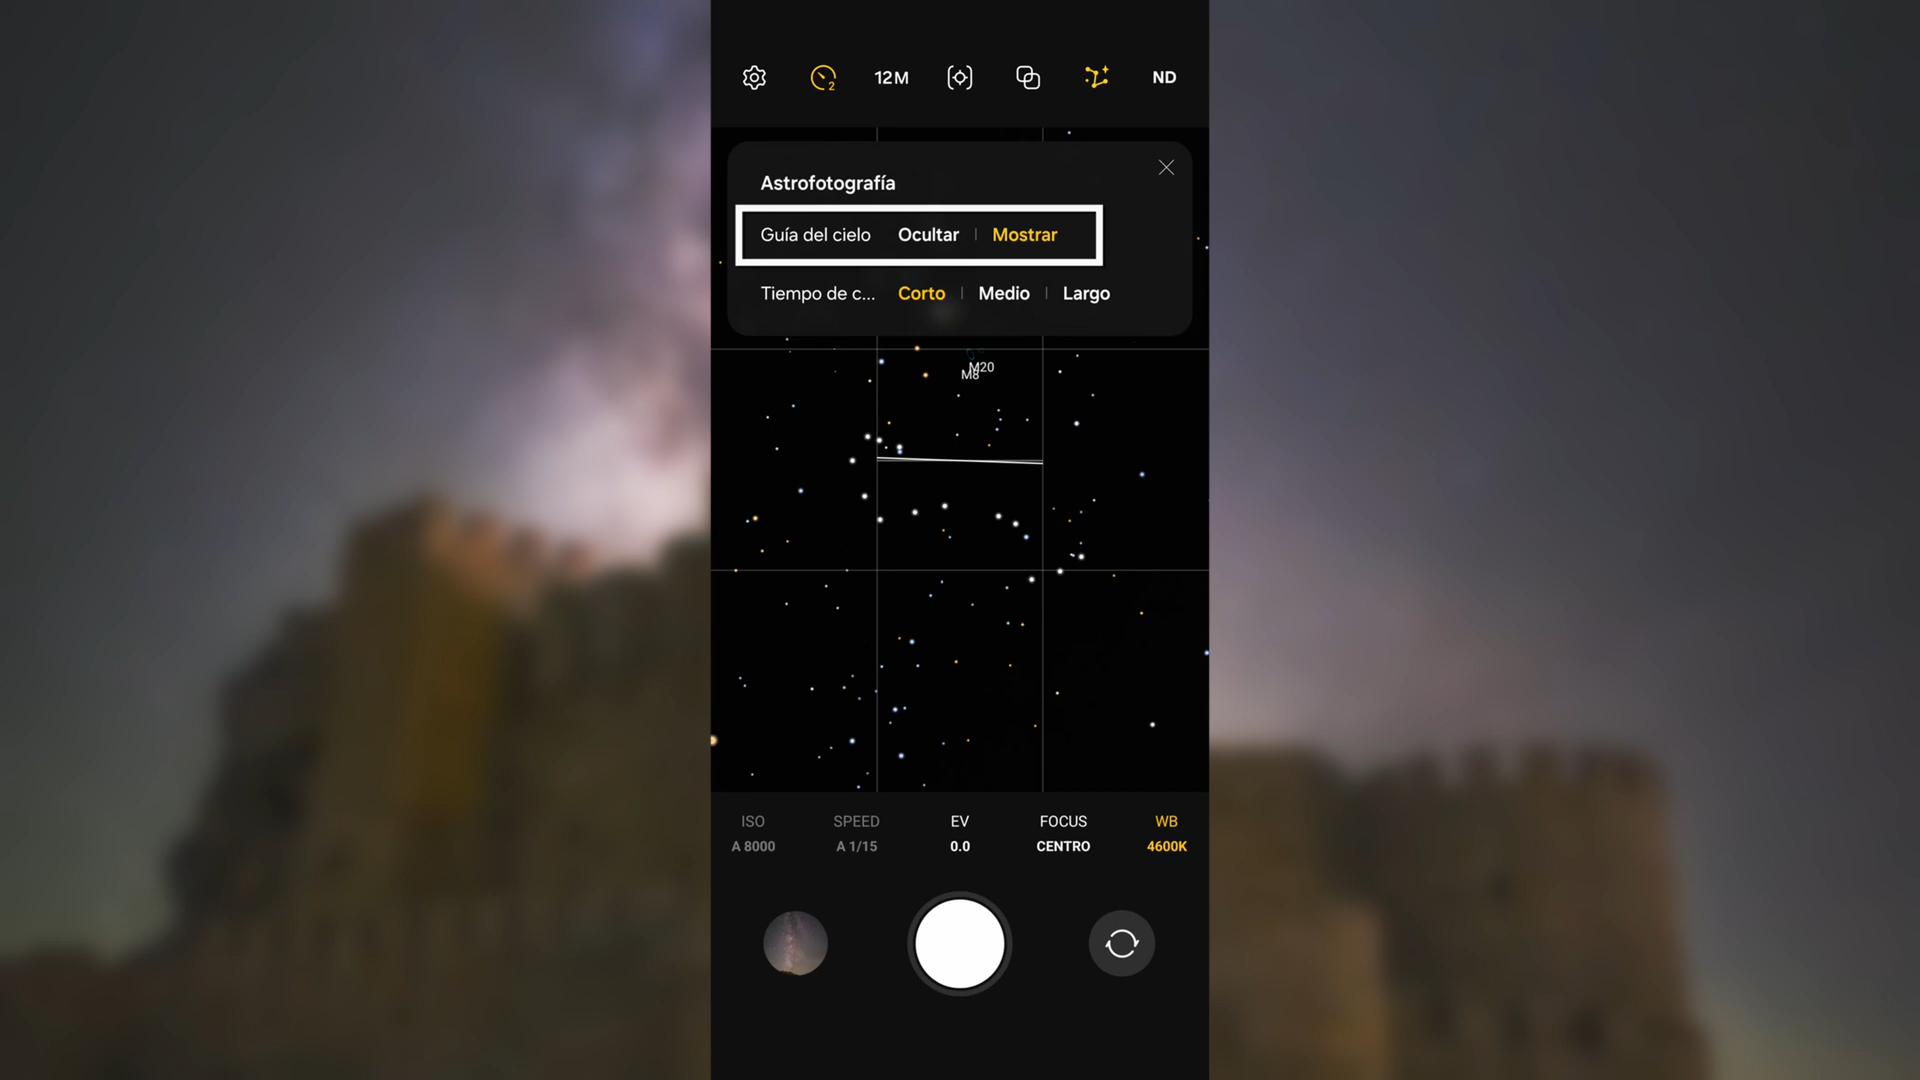 2 12M ND
Astrofotografía
Guía del cielo Ocultar | Mostrar
Tiempo de c... Corto | Medio | Largo
M20
M8
ISO SPEED EV FOCUS WB
A 8000 A 1/15 0.0 CENTRO 4600K